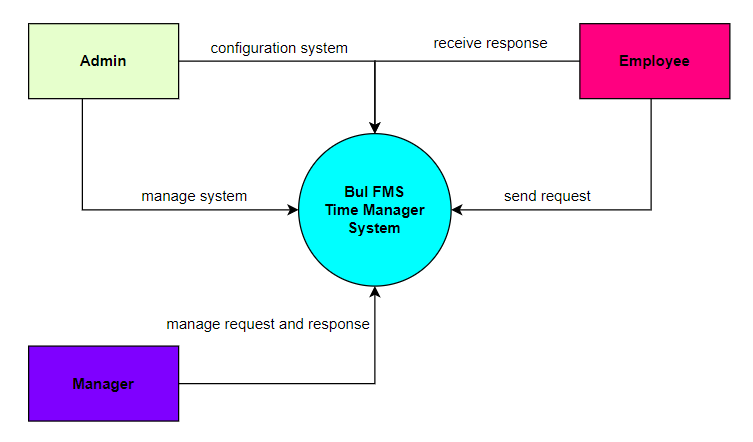 Admin
configuration system
receive response
Employee
manage system
Bul FMS
Time Manager
System
send request
manage request and response
Manager